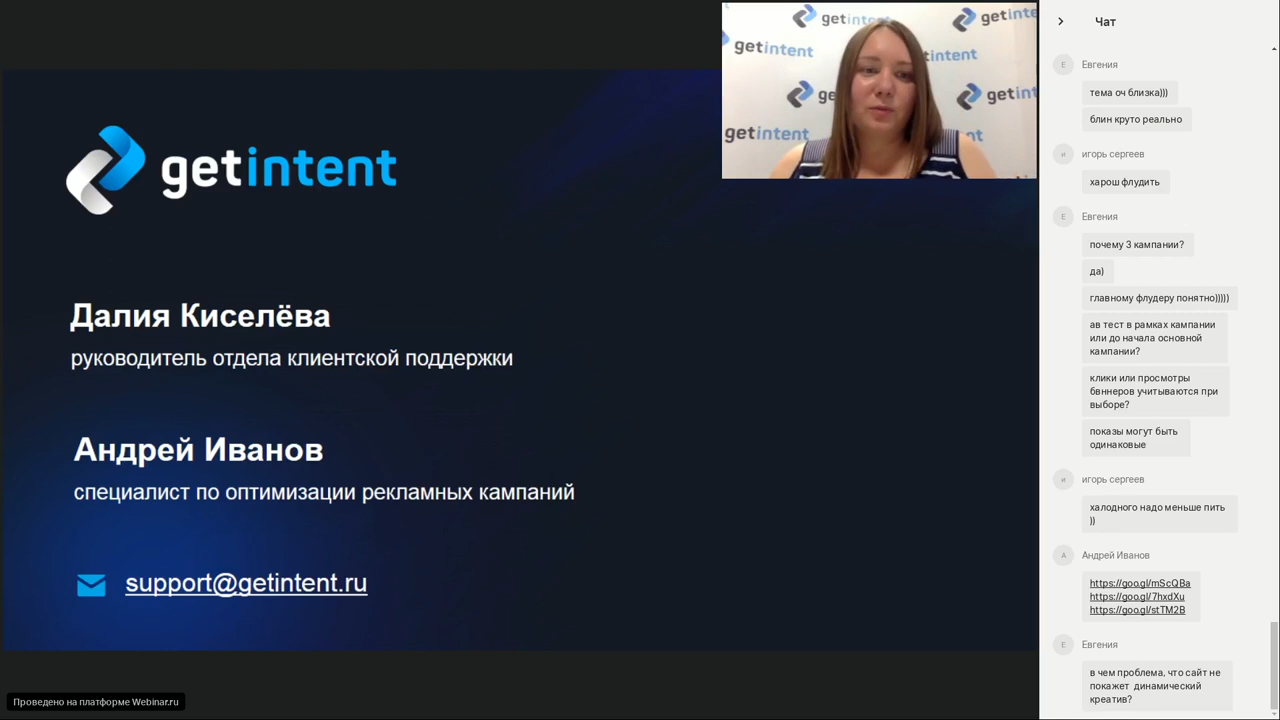 getintent
getintent
getintent
getintent
getintent
getintent
getintent
Далия Киселёва
руководитель отдела клиентской поддержки
Андрей Иванов
специалист по оптимизации рекламных кампаний
support@getintent.ru
Проведено на платформе Webinar.ru
Чат
Е
Евгения
тема оч близка)))
блин круто реально
и
игорь сергеев
харош флудить
Е
Евгения
почему 3 кампании?
да)
главному флудеру понятно)))))
ав тест в рамках кампании
или до начала основной
кампании?
клики или просмотры
бвннеров учитываются при
выборе?
показы могут быть
одинаковые
и
игорь сергеев
халодного надо меньше пить
))
А
Андрей Иванов
https://goo.gl/mScQBa
https://goo.gl/7hxdXu
https://goo.gl/stTM2B
Е
Евгения
в чем проблема, что сайт не
покажет динамический
креатив?